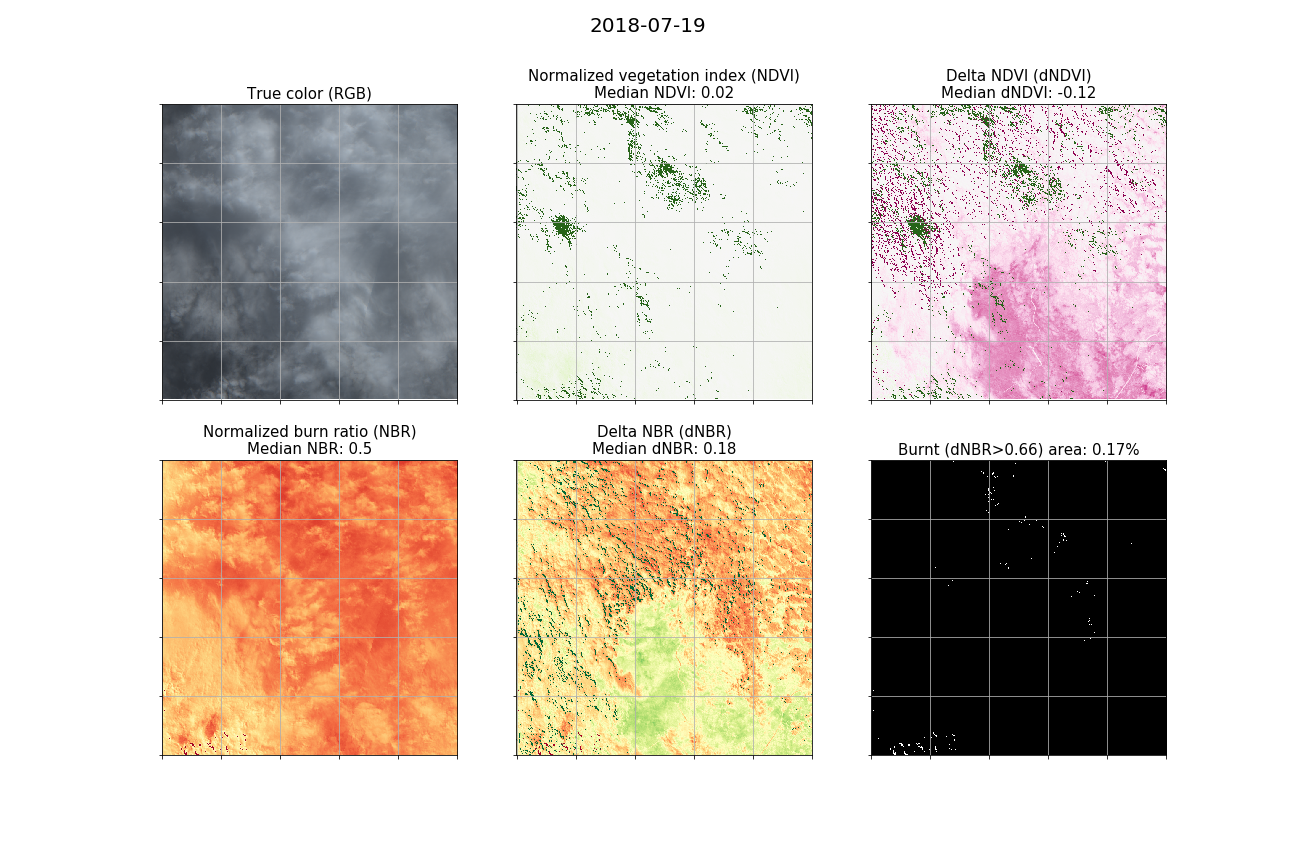 2018-07-19
True color (RGB)
Normalized vegetation index (NDVI)
Median NDVI: 0.02
Delta NDVI (dNDVI)
Median dNDVI: -0.12
Normalized burn ratio (NBR)
Median NBR: 0.5
Delta NBR (dNBR)
Median dNBR: 0.18
Burnt (dNBR>0.66) area: 0.17%